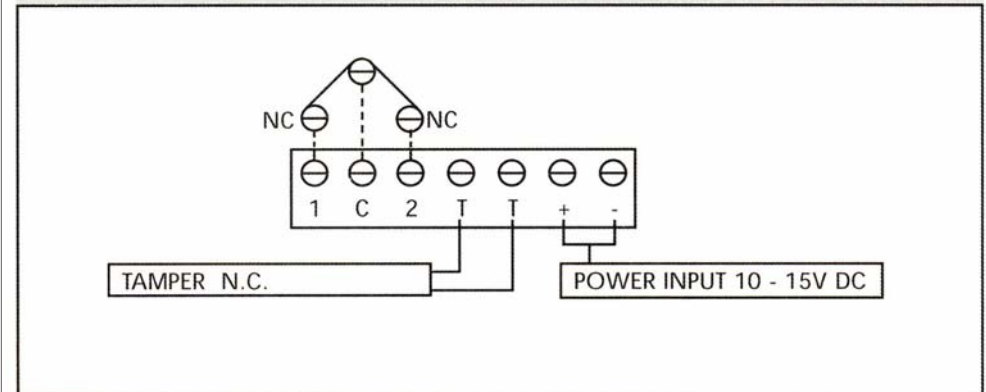 NC NC
1 C 2 T T + -
TAMPER N.C.
POWER INPUT 10 - 15V DC